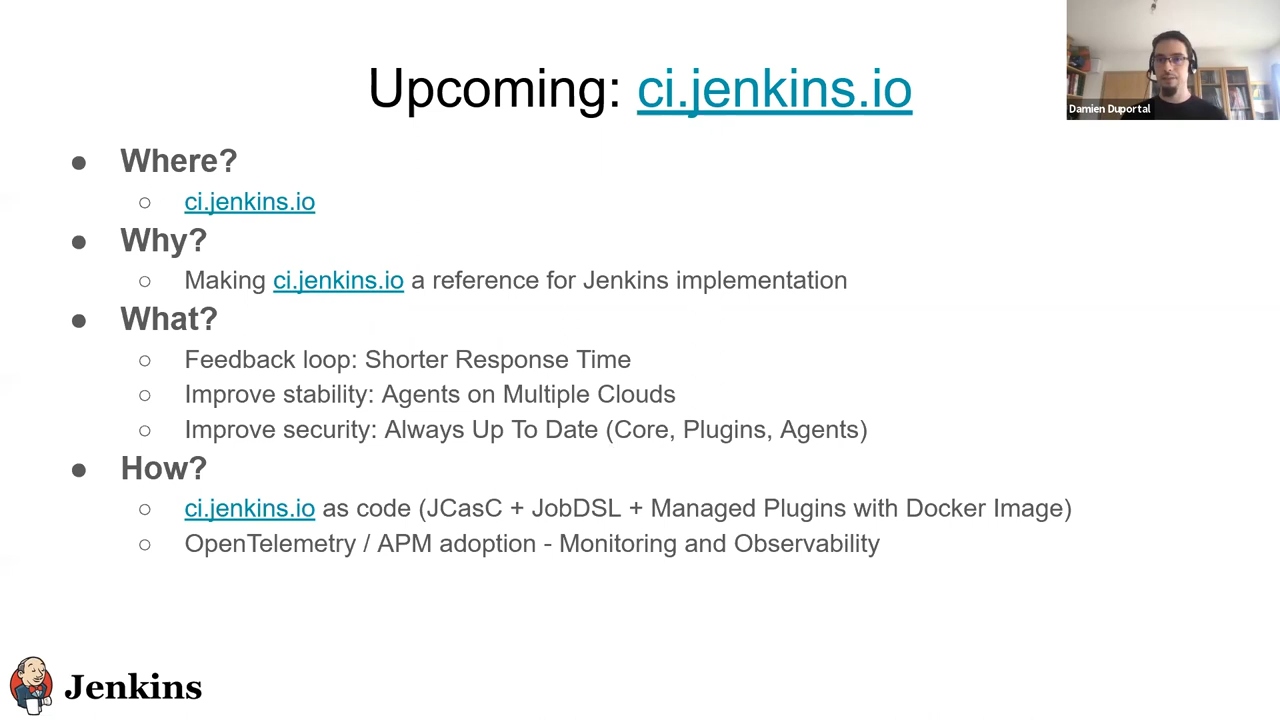 Upcoming: ci.jenkins.io
Damien Duportal
● Where?
○ ci.jenkins.io
● Why?
○ Making ci.jenkins.io a reference for Jenkins implementation
● What?
○ Feedback loop: Shorter Response Time
○ Improve stability: Agents on Multiple Clouds
○ Improve security: Always Up To Date (Core, Plugins, Agents)
● How?
○ ci.jenkins.io as code (JCasC + JobDSL + Managed Plugins with Docker Image)
○ OpenTelemetry / APM adoption - Monitoring and Observability
Jenkins